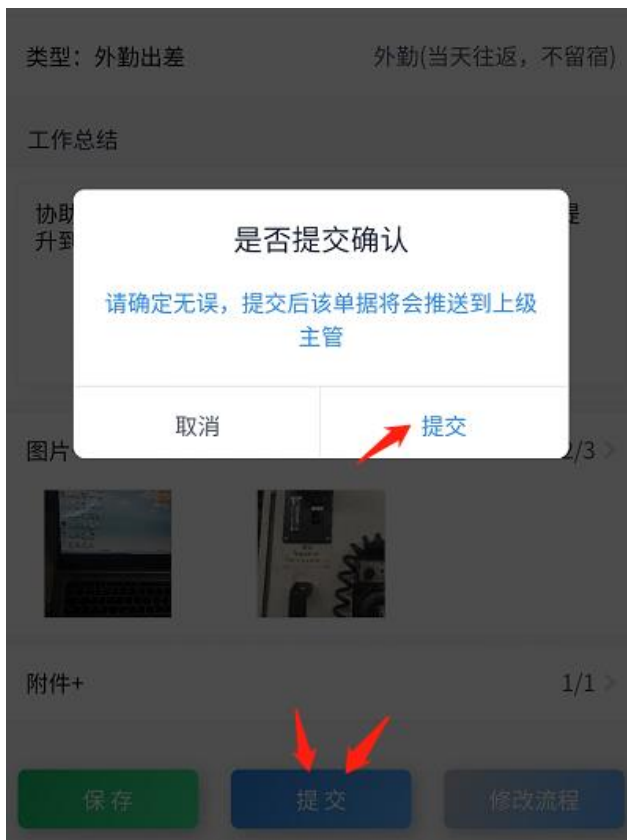 类型：外勤出差 外勤(当天往返，不留宿)
工作总结
协助
提
升到
是否提交确认
请确定无误，提交后该单据将会推送到上级
主管
取消 提交
图片 2/3
附件+ 1/1
保存 提交 修改流程